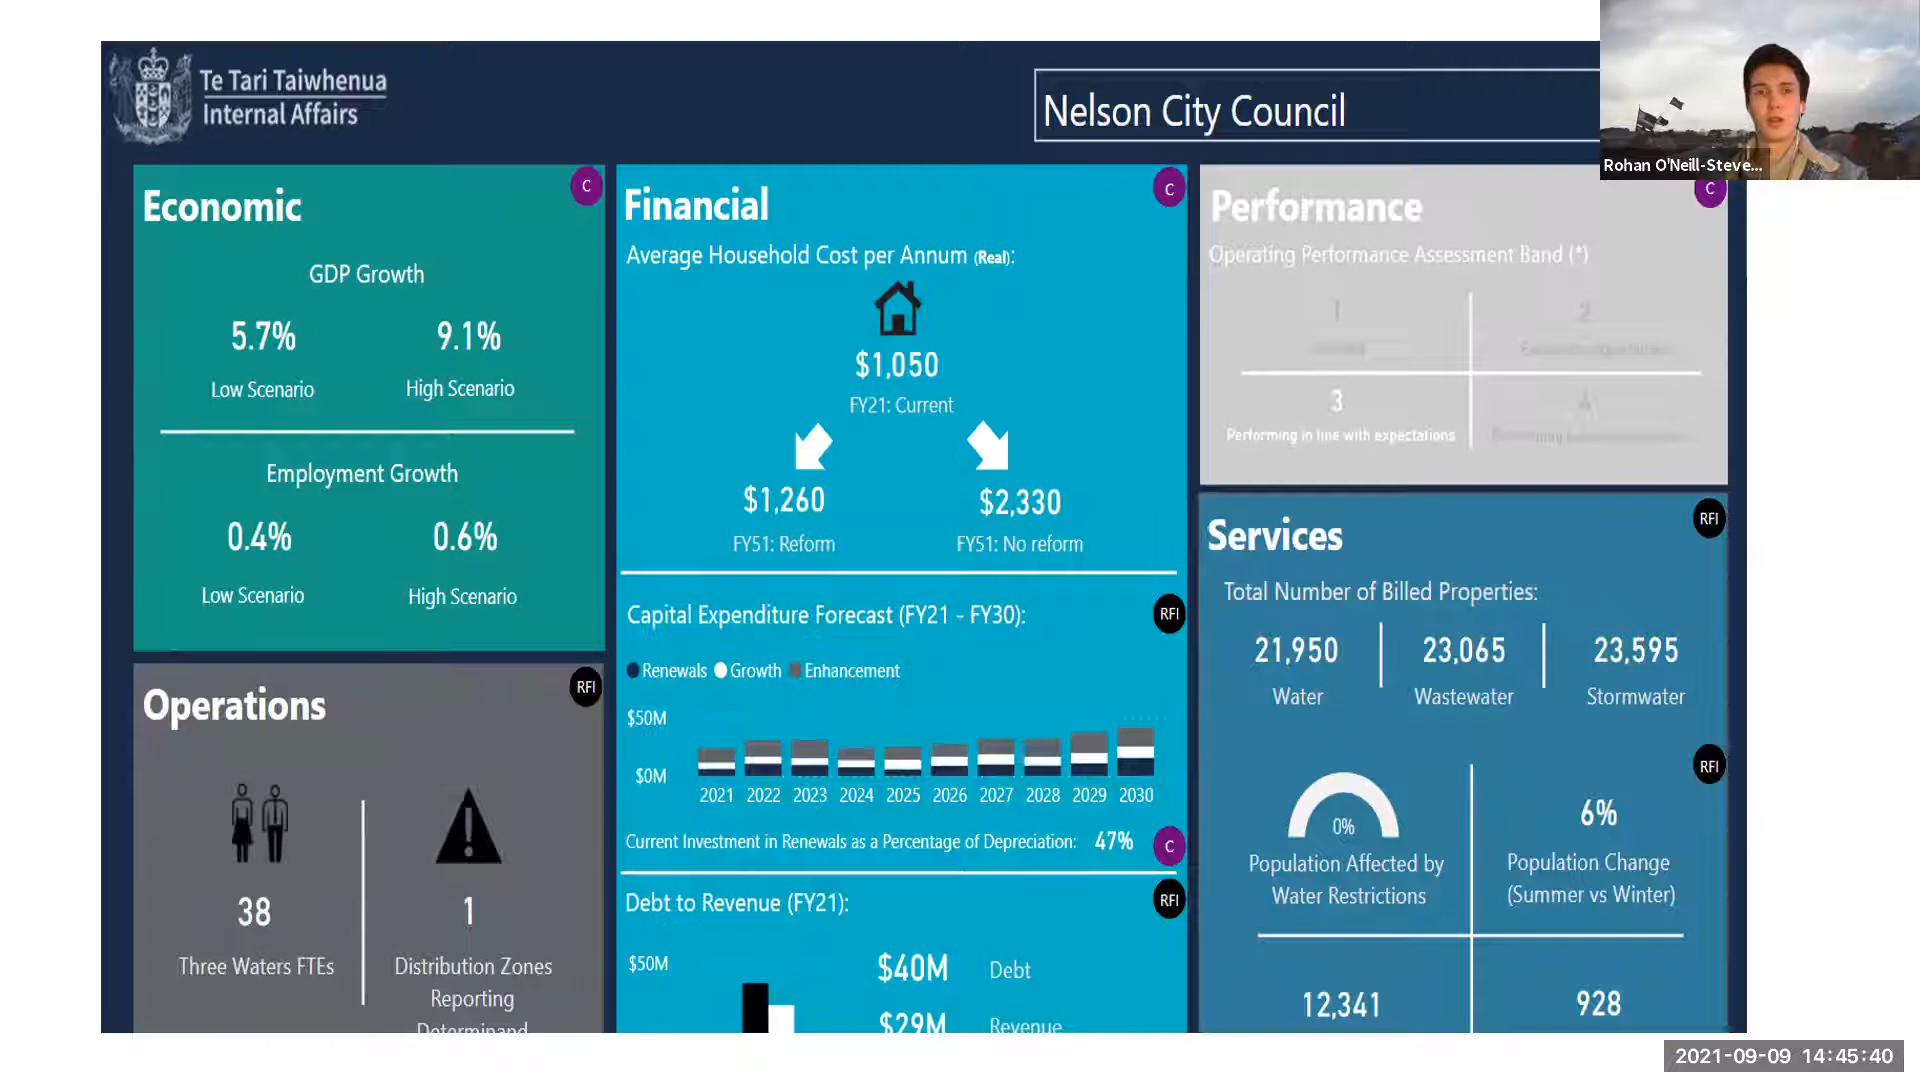 Te Tari Taiwhenua
Internal Affairs
Nelson City Council
Rohan O'Neill-Steve...
Economic
C
GDP Growth
5.7%
9.1%
Low Scenario
High Scenario
Employment Growth
0.4%
0.6%
Low Scenario
High Scenario
Operations
RFI
38
1
Three Waters FTEs
Distribution Zones
Reporting
Determinand
Financial
C
Average Household Cost per Annum (Real):
$1,050
FY21: Current
$1,260
$2,330
FY51: Reform
FY51: No reform
Capital Expenditure Forecast (FY21 - FY30):
RFI
Renewals Growth Enhancement
$50M
$0M
2021 2022 2023 2024 2025 2026 2027 2028 2029 2030
Current Investment in Renewals as a Percentage of Depreciation: 47%
C
Debt to Revenue (FY21):
RFI
$50M
$40M Debt
$29M Revenue
Performance
C
Operating Performance Assessment Band (*)
1
2
3
4
Performing in line with expectations
Services
RFI
Total Number of Billed Properties:
21,950
23,065
23,595
Water
Wastewater
Stormwater
RFI
0%
6%
Population Affected by
Water Restrictions
Population Change
(Summer vs Winter)
12,341
928
2021-09-09 14:45:40